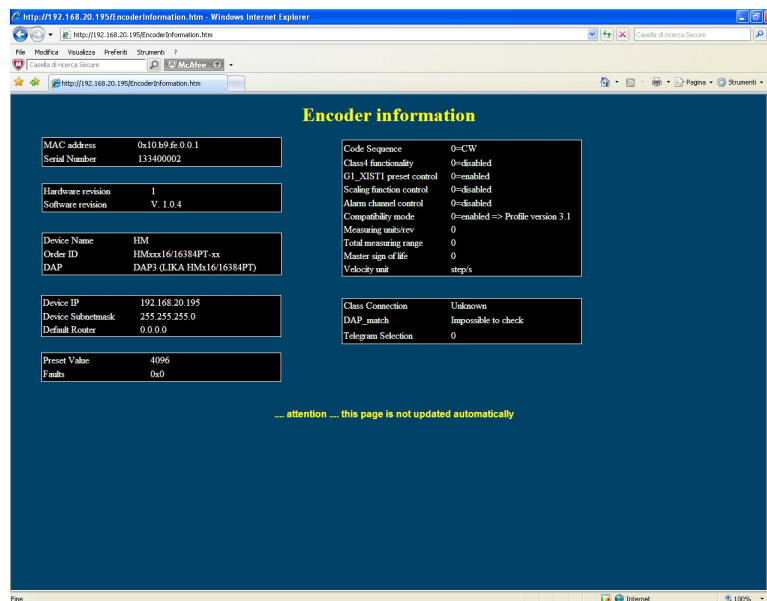 http://192.168.20.195/EncoderInformation.htm - Windows Internet Explorer
http://192.168.20.195/EncoderInformation.htm
Casella di ricerca Secure
File Modifica Visualizza Preferiti Strumenti ?
Casella di ricerca Secure
McAfee
http://192.168.20.195/EncoderInformation.htm
Pagina
Strumenti
Encoder information
MAC address 0x10.b9.fe.0.0.1
Serial Number 133400002
Hardware revision 1
Software revision V. 1.0.4
Device Name HM
Order ID HMxxx16/16384PT-xx
DAP DAP3 (LIKA HMx16/16384PT)
Device IP 192.168.20.195
Device Subnetmask 255.255.255.0
Default Router 0.0.0.0
Preset Value 4096
Faults 0x0
Code Sequence 0=CW
Class4 functionality 0=disabled
G1_XIST1 preset control 0=enabled
Scaling function control 0=disabled
Alarm channel control 0=disabled
Compatibility mode 0=enabled => Profile version 3.1
Measuring units/rev 0
Total measuring range 0
Master sign of life 0
Velocity unit step/s
Class Connection Unknown
DAP_match Impossible to check
Telegram Selection 0
.... attention .... this page is not updated automatically
Fine
Internet
100%